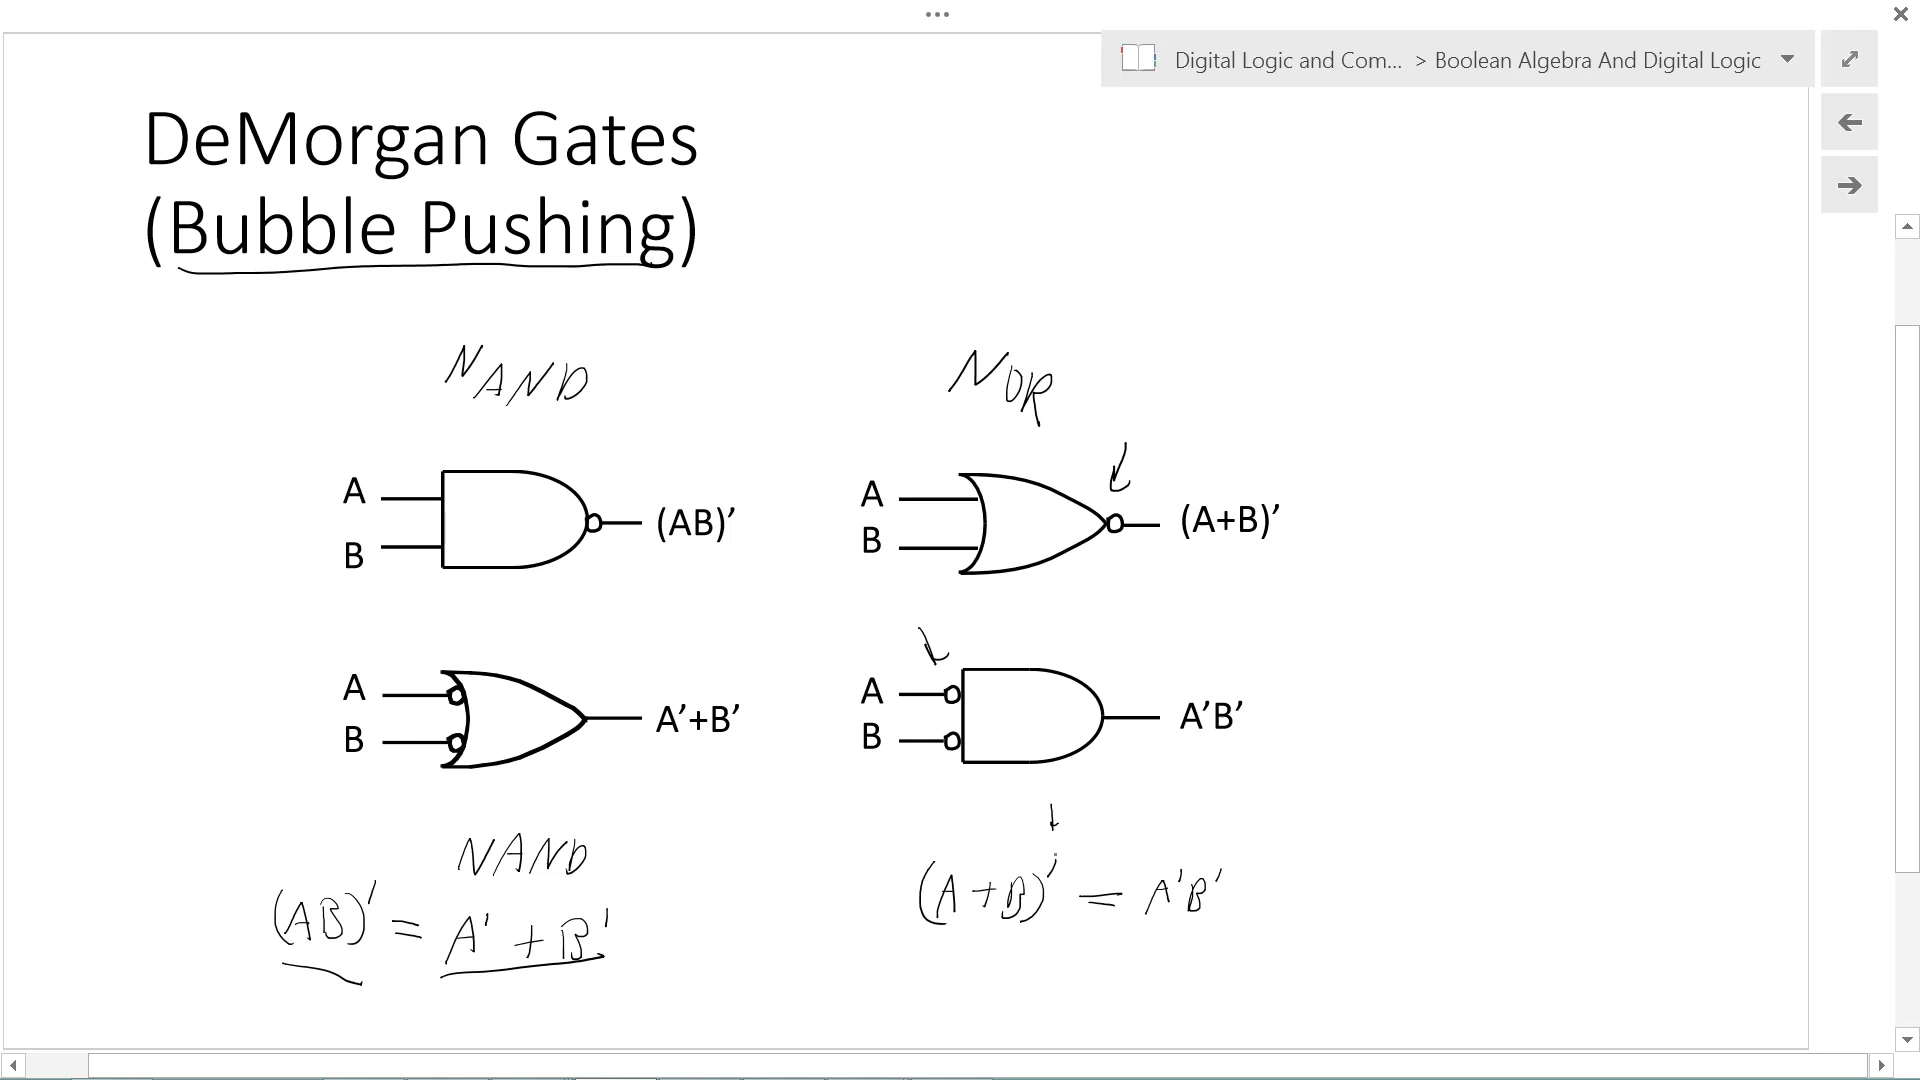 Digital Logic and Com... > Boolean Algebra And Digital Logic
DeMorgan Gates
(Bubble Pushing)
NAND
NOR
A
B
(AB)’
A
B
(A+B)’
A
B
A’+B’
A
B
A’B’
NAND
(AB)' = A' + B'
(A+B)' = A'B'